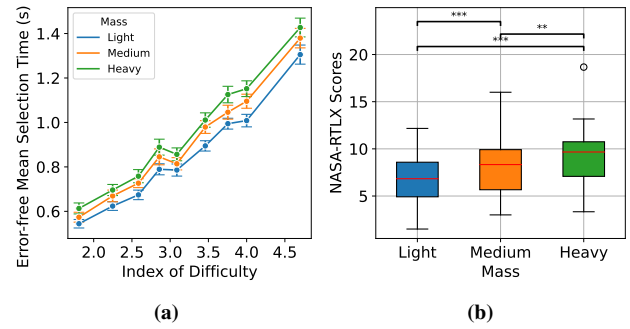 Error-free Mean Selection Time (s)
1.4
1.2
1.0
0.8
0.6
Mass
Light
Medium
Heavy
2.0 2.5 3.0 3.5 4.0 4.5
Index of Difficulty
(a)
NASA-RTLX Scores
20
15
10
5
***
**
***
Light Medium Heavy
Mass
(b)